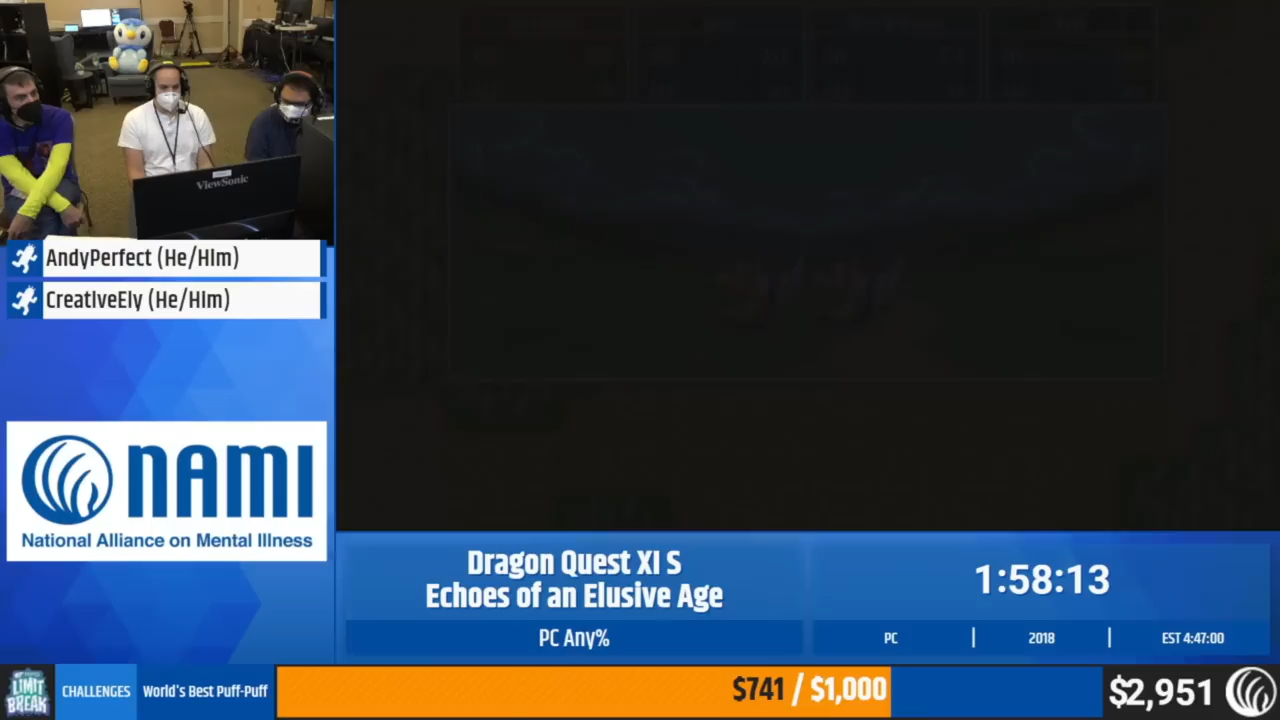 ViewSonic
AndyPerfect (He/Him)
CreativeEly (He/Him)
NAMI
National Alliance on Mental Illness
Dragon Quest XI S
Echoes of an Elusive Age
PC Any%
1:58:13
PC | 2018 | EST 4:47:00
LIMIT BREAK
CHALLENGES World's Best Puff-Puff $741 / $1,000 $2,951